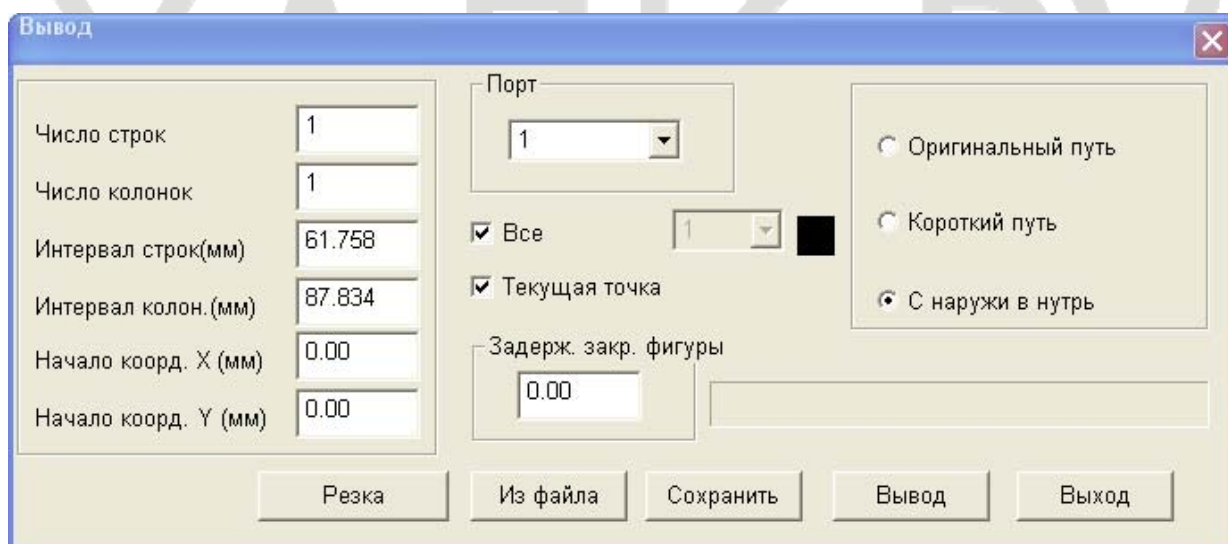 Вывод
Число строк 1
Число колонок 1
Интервал строк(мм) 61.758
Интервал колон.(мм) 87.834
Начало коорд. X (мм) 0.00
Начало коорд. Y (мм) 0.00
Порт
1
Все 1
Текущая точка
Задерж. закр. фигуры
0.00
Оригинальный путь
Короткий путь
С наружи в нутрь
Резка Из файла Сохранить Вывод Выход